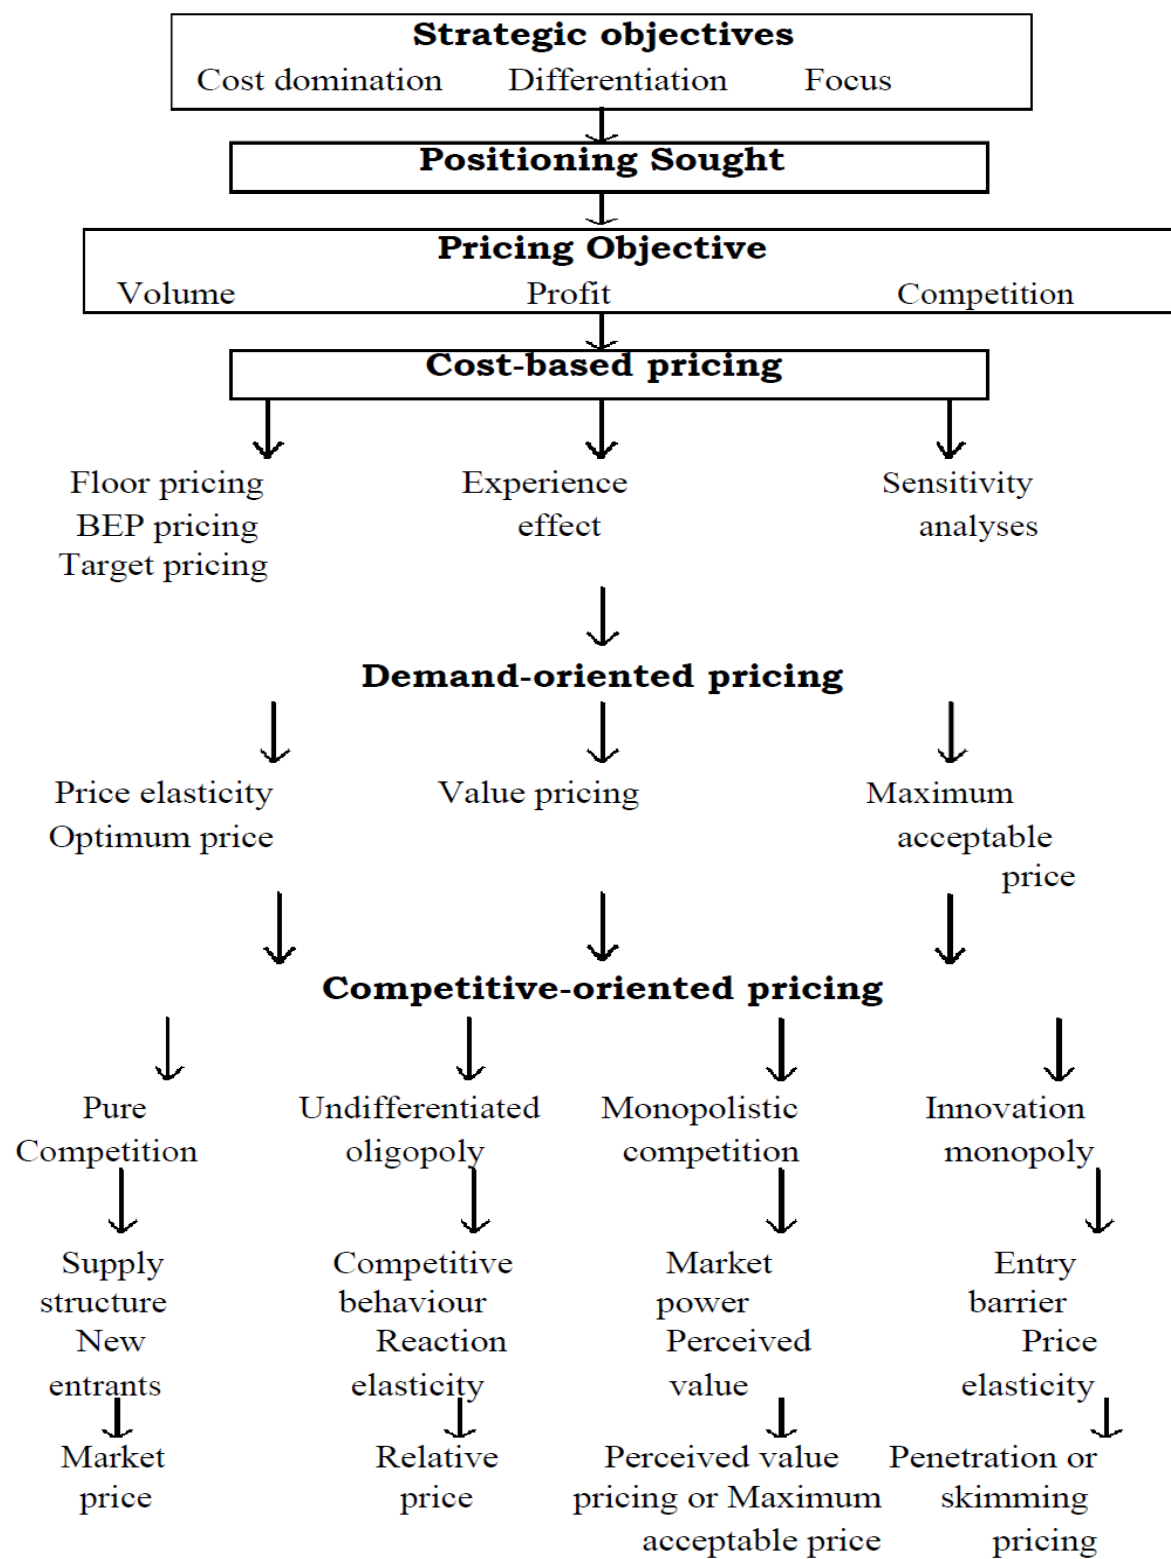 Strategic objectives
Cost domination Differentiation Focus
Positioning Sought
Pricing Objective
Volume Profit Competition
Cost-based pricing
Floor pricing Experience Sensitivity
BEP pricing effect analyses
Target pricing
Demand-oriented pricing
Price elasticity Value pricing Maximum
Optimum price acceptable
price
Competitive-oriented pricing
Pure Undifferentiated Monopolistic Innovation
Competition oligopoly competition monopoly
Supply Competitive Market Entry
structure behaviour power barrier
New Reaction Perceived Price
entrants elasticity value elasticity
Market Relative Perceived value Penetration or
price price pricing or Maximum skimming
acceptable price pricing